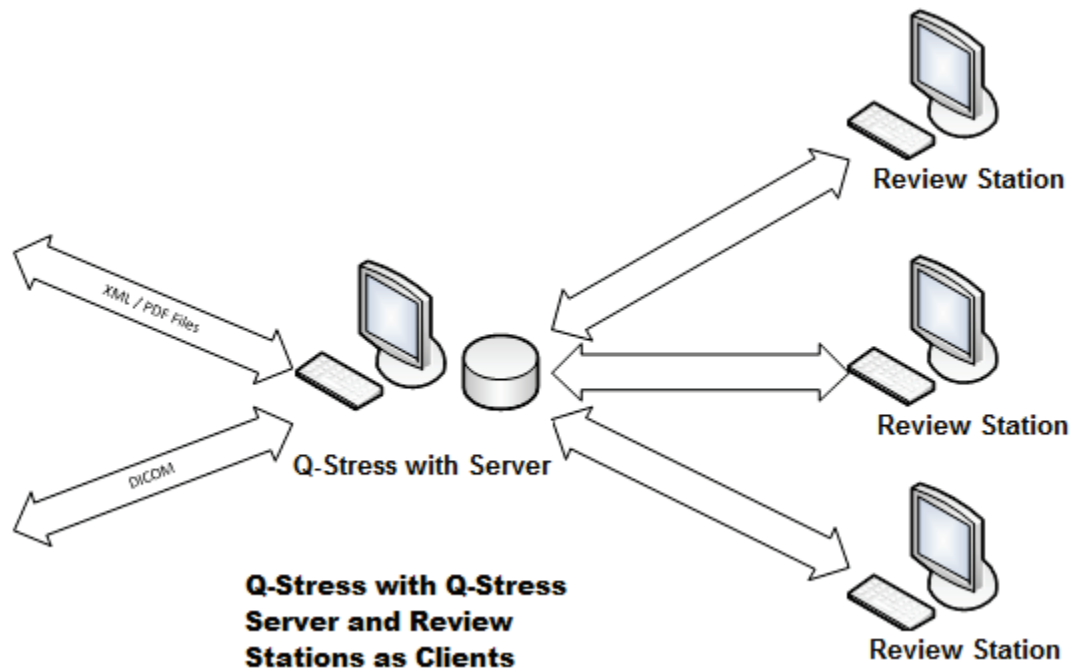 Review Station
XML / PDF Files
Review Station
Q-Stress with Server
DICOM
Q-Stress with Q-Stress
Server and Review
Stations as Clients
Review Station